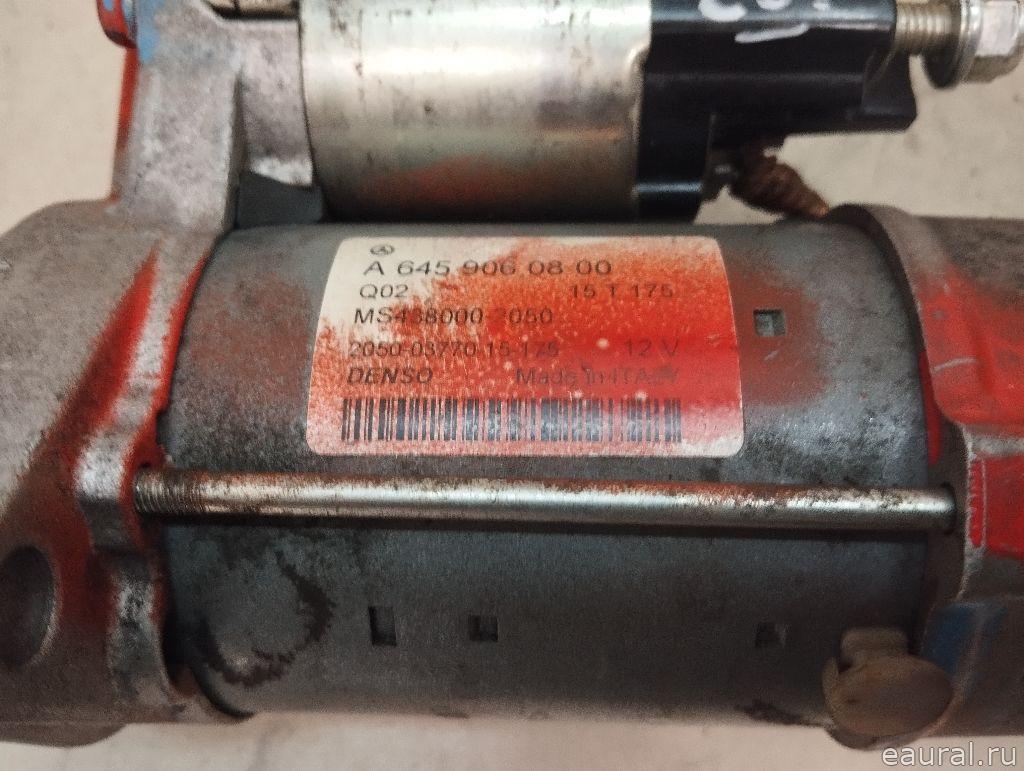 A 645 906 08 00
Q02 15 T 175
MS438000-2050
2050-03770 15-175 12 V
DENSO Made in ITALY
eaural.ru